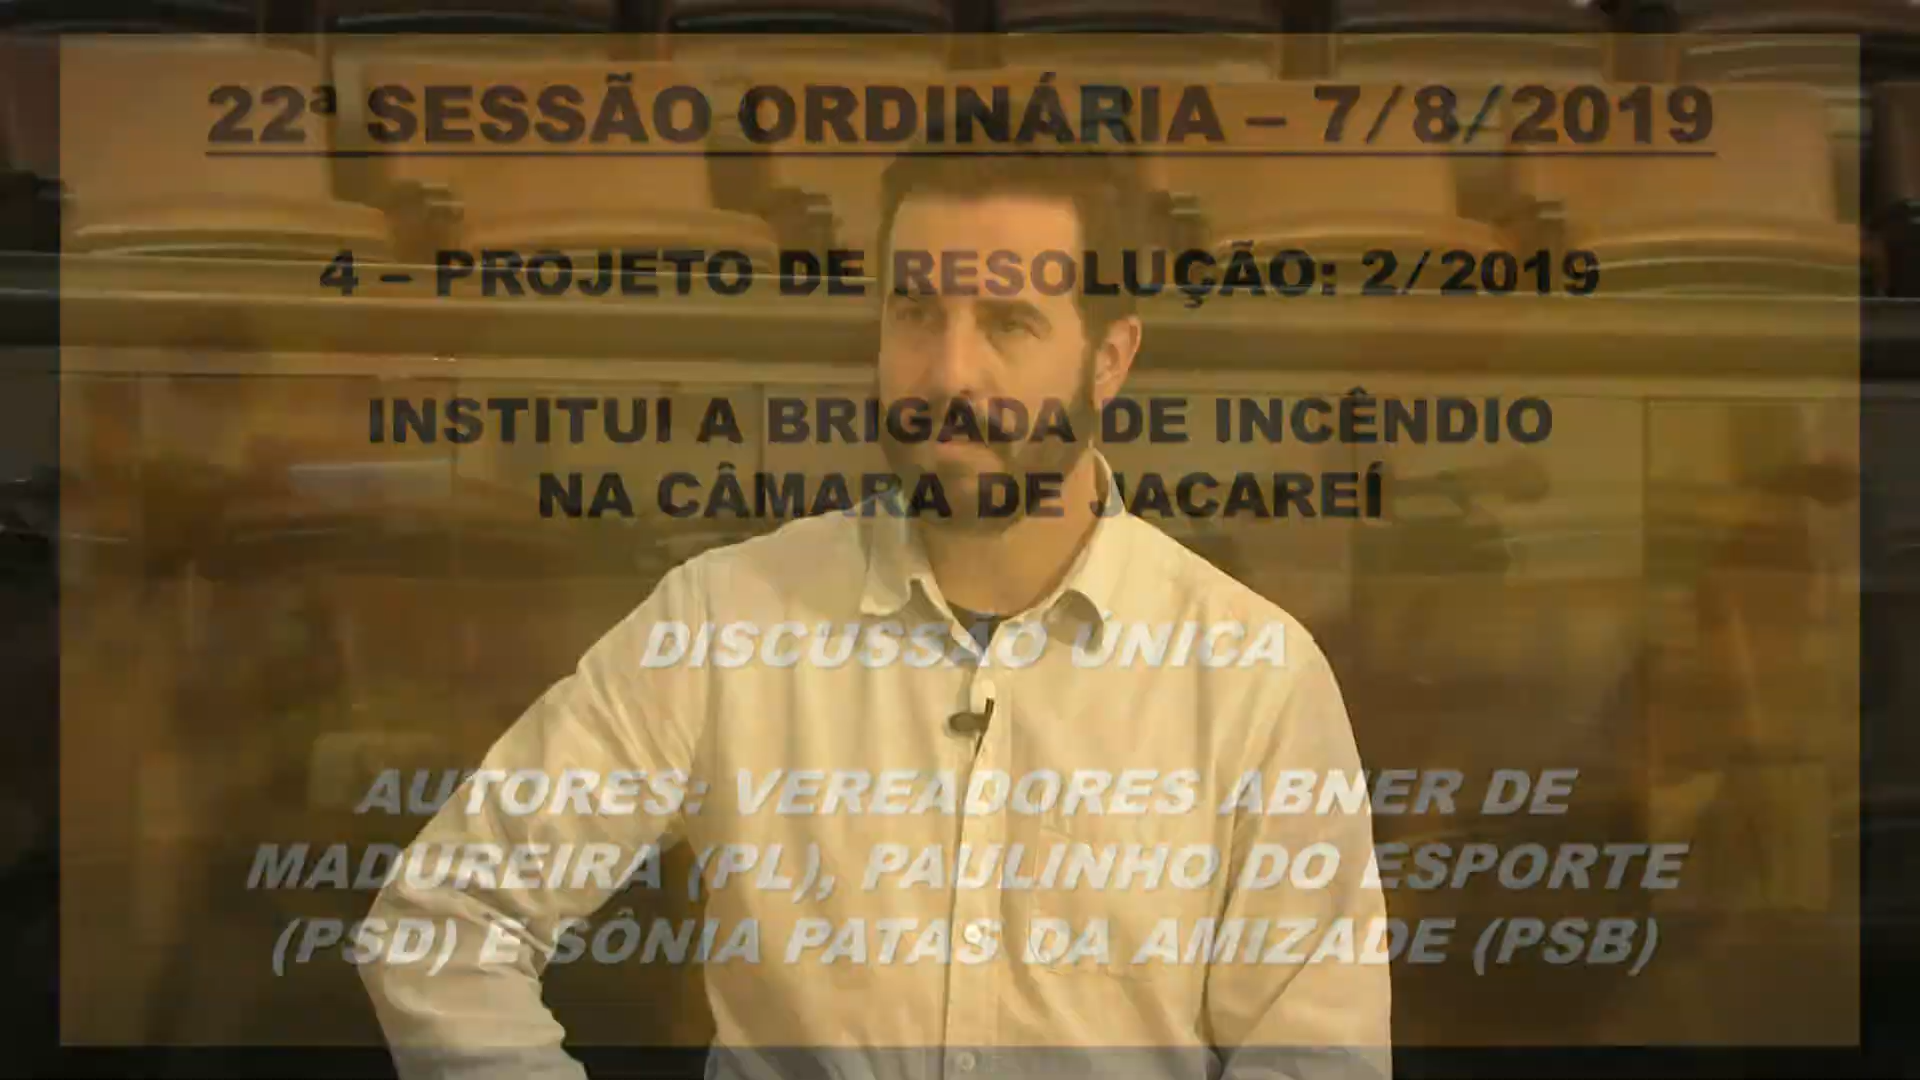 22ª SESSÃO ORDINÁRIA – 7/8/2019
4 – PROJETO DE RESOLUÇÃO: 2/2019
INSTITUI A BRIGADA DE INCÊNDIO
NA CÂMARA DE JACAREÍ
DISCUSSÃO ÚNICA
AUTORES: VEREADORES ABNER DE
MADUREIRA (PL), PAULINHO DO ESPORTE
(PSD) E SÔNIA PATAS DA AMIZADE (PSB)